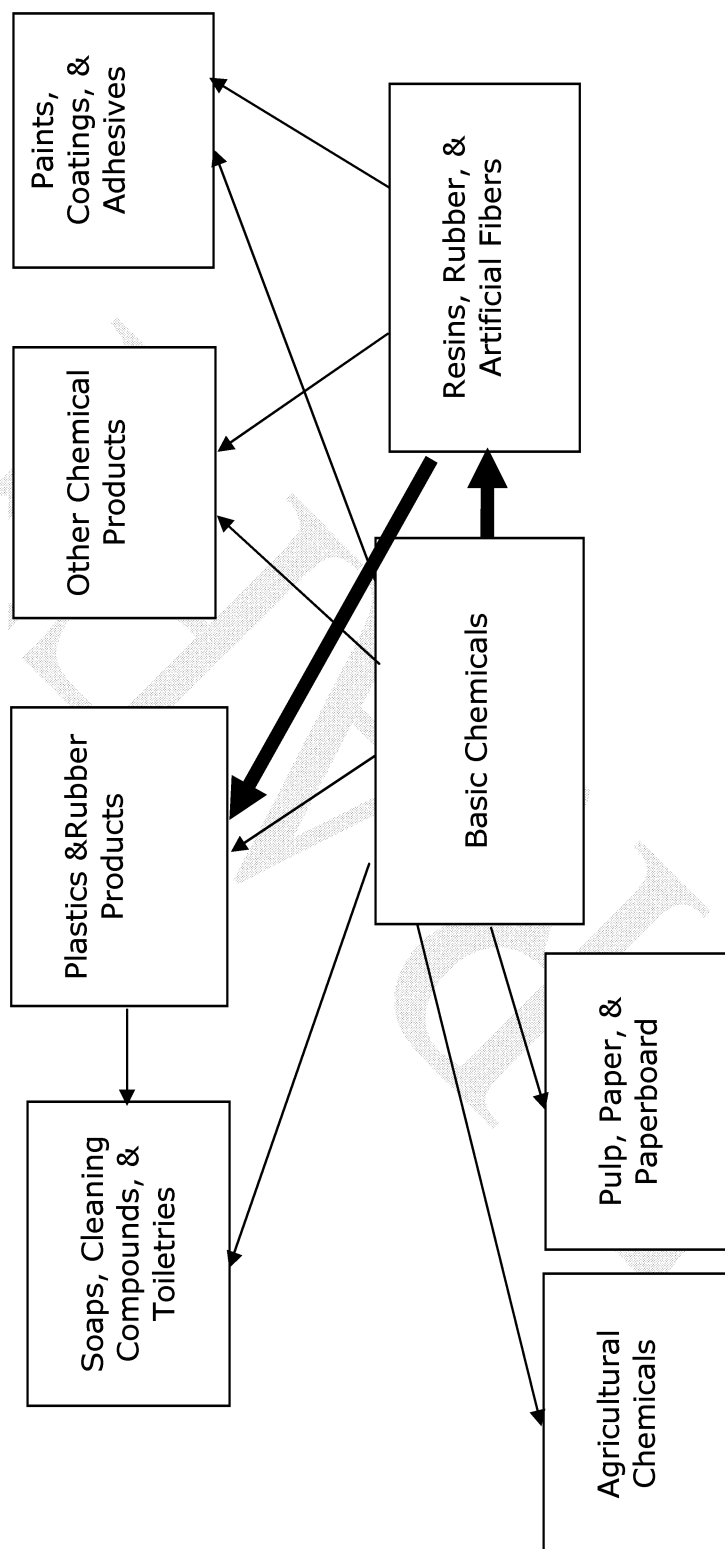 Soaps, Cleaning
Compounds, &
Toiletries
Plastics &Rubber
Products
Other Chemical
Products
Paints,
Coatings, &
Adhesives
Basic Chemicals
Resins, Rubber, &
Artificial Fibers
Agricultural
Chemicals
Pulp, Paper, &
Paperboard